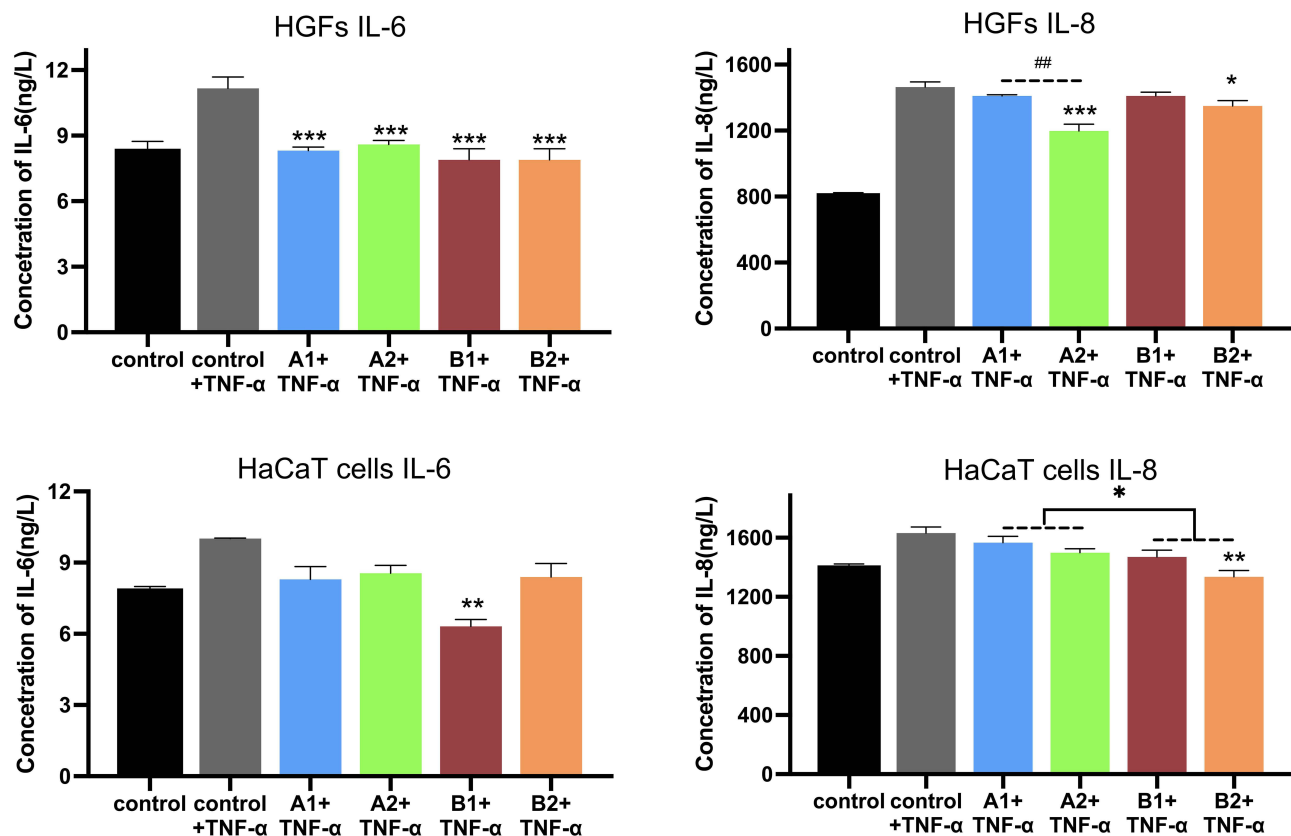 HGFs IL-6
Concetration of IL-6(ng/L)
12
9
6
3
0
*** *** *** ***
control control A1+ A2+ B1+ B2+
+TNF-α TNF-α TNF-α TNF-α TNF-α
HGFs IL-8
Concetration of IL-8(ng/L)
1600
1200
800
400
0
##
*** *
control control A1+ A2+ B1+ B2+
+TNF-α TNF-α TNF-α TNF-α TNF-α
HaCaT cells IL-6
Concetration of IL-6(ng/L)
12
9
6
3
0
**
control control A1+ A2+ B1+ B2+
+TNF-α TNF-α TNF-α TNF-α TNF-α
HaCaT cells IL-8
Concetration of IL-8(ng/L)
1600
1200
800
400
0
*
**
control control A1+ A2+ B1+ B2+
+TNF-α TNF-α TNF-α TNF-α TNF-α